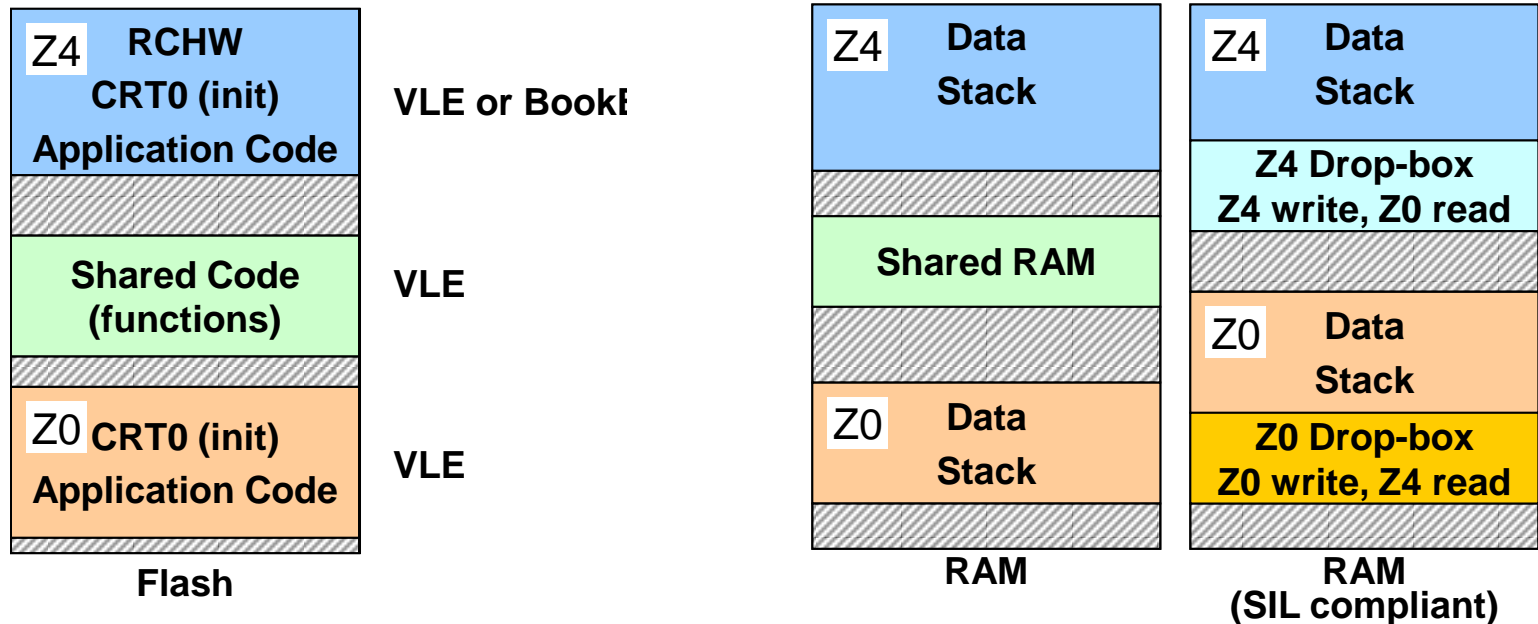 Z4
RCHW
CRT0 (init)
Application Code
VLE or Book
Shared Code
(functions)
VLE
Z0
CRT0 (init)
Application Code
VLE
Flash
Z4
Data
Stack
Shared RAM
Z0
Data
Stack
RAM
Z4
Data
Stack
Z4 Drop-box
Z4 write, Z0 read
Z0
Data
Stack
Z0 Drop-box
Z0 write, Z4 read
RAM
(SIL compliant)